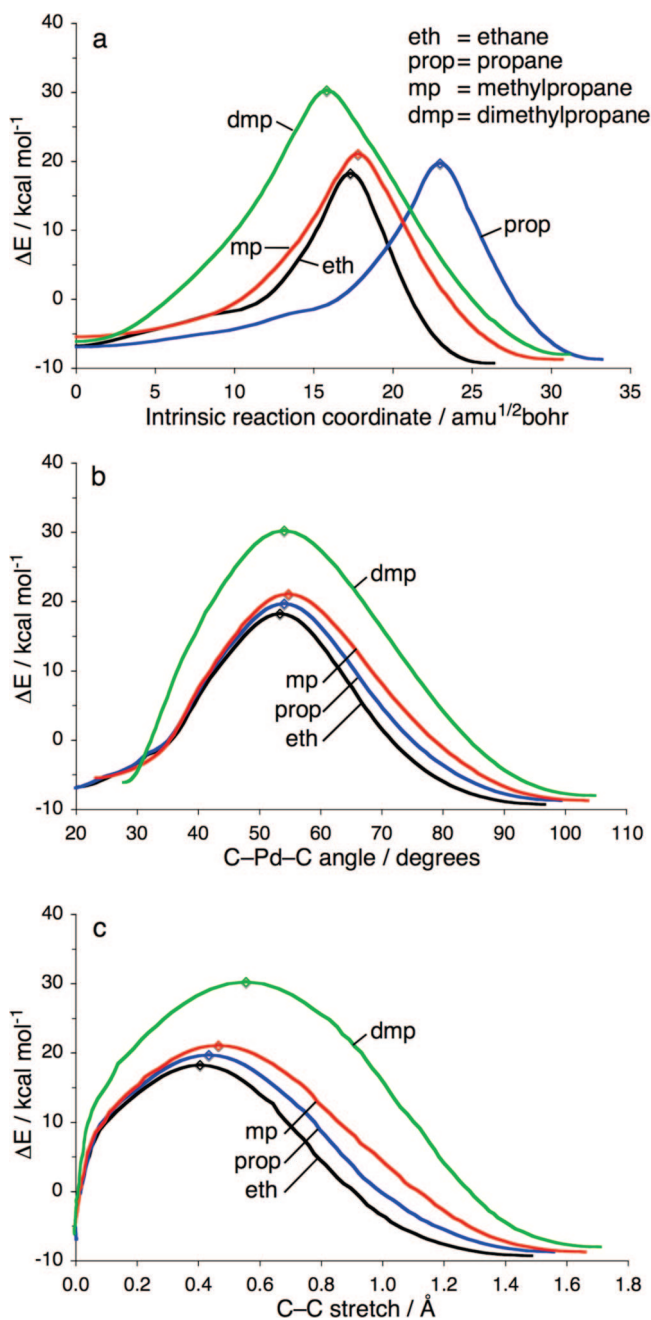 a
eth = ethane
prop = propane
mp = methylpropane
dmp = dimethylpropane
40
30
20
10
0
-10
ΔE / kcal mol⁻¹
dmp
mp
eth
prop
0 5 10 15 20 25 30 35
Intrinsic reaction coordinate / amu¹/²bohr
b
40
30
20
10
0
-10
ΔE / kcal mol⁻¹
dmp
mp
prop
eth
20 30 40 50 60 70 80 90 100 110
C–Pd–C angle / degrees
c
40
30
20
10
0
-10
ΔE / kcal mol⁻¹
dmp
mp
prop
eth
0.0 0.2 0.4 0.6 0.8 1.0 1.2 1.4 1.6 1.8
C–C stretch / Å